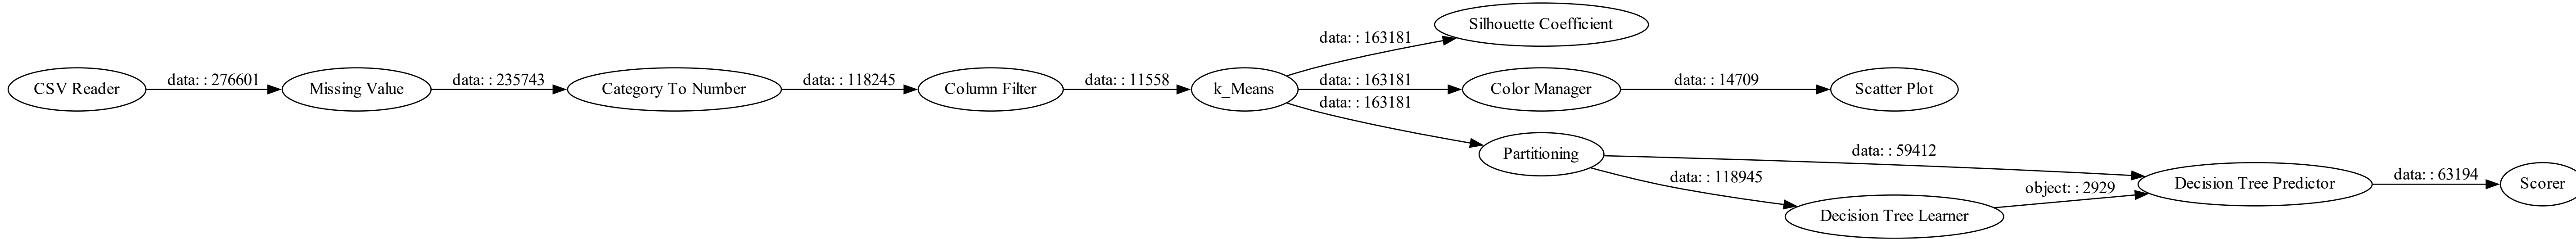 Silhouette Coefficient
data: : 163181
CSV Reader
data: : 276601
Missing Value
data: : 235743
Category To Number
data: : 118245
Column Filter
data: : 11558
k_Means
data: : 163181
Color Manager
data: : 14709
Scatter Plot
data: : 163181
Partitioning
data: : 59412
data: : 118945
Decision Tree Learner
object: : 2929
Decision Tree Predictor
data: : 63194
Scorer